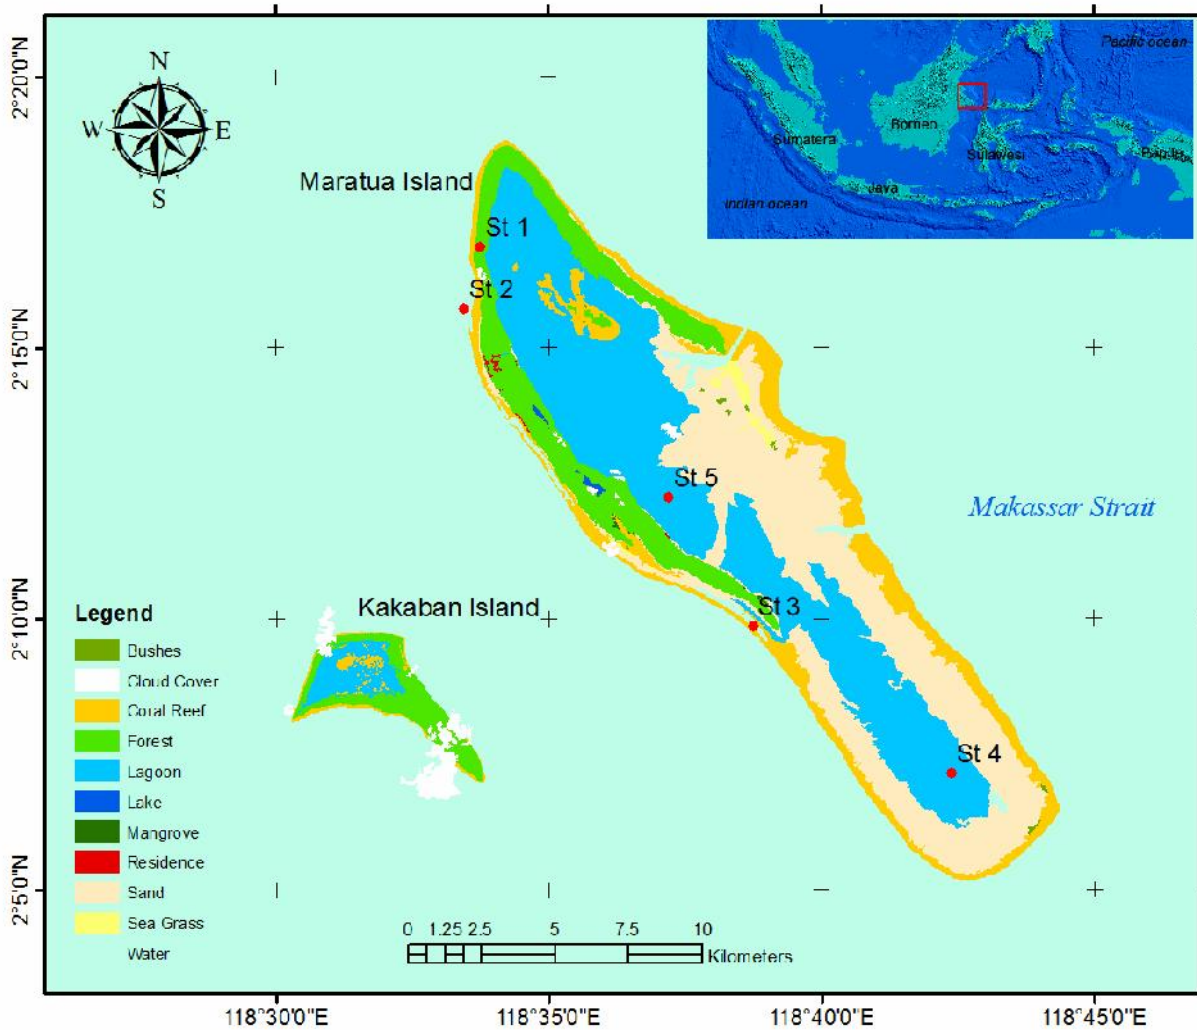 Pacific ocean
Borneo
Sumatera
Sulawesi
Java
Indian ocean
N
W E
S
Maratua Island
St 1
St 2
St 5
Makassar Strait
St 3
Kakaban Island
St 4
Legend
Bushes
Cloud Cover
Coral Reef
Forest
Lagoon
Lake
Mangrove
Residence
Sand
Sea Grass
Water
0 1.25 2.5 5 7.5 10
Kilometers
2°20'0"N
2°15'0"N
2°10'0"N
2°5'0"N
118°30'0"E 118°35'0"E 118°40'0"E 118°45'0"E